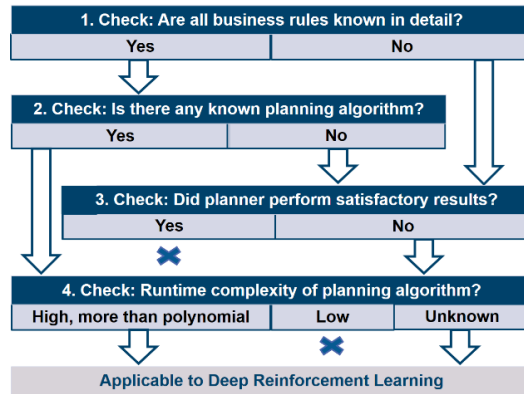 1. Check: Are all business rules known in detail?
Yes No
2. Check: Is there any known planning algorithm?
Yes No
3. Check: Did planner perform satisfactory results?
Yes No
4. Check: Runtime complexity of planning algorithm?
High, more than polynomial Low Unknown
Applicable to Deep Reinforcement Learning